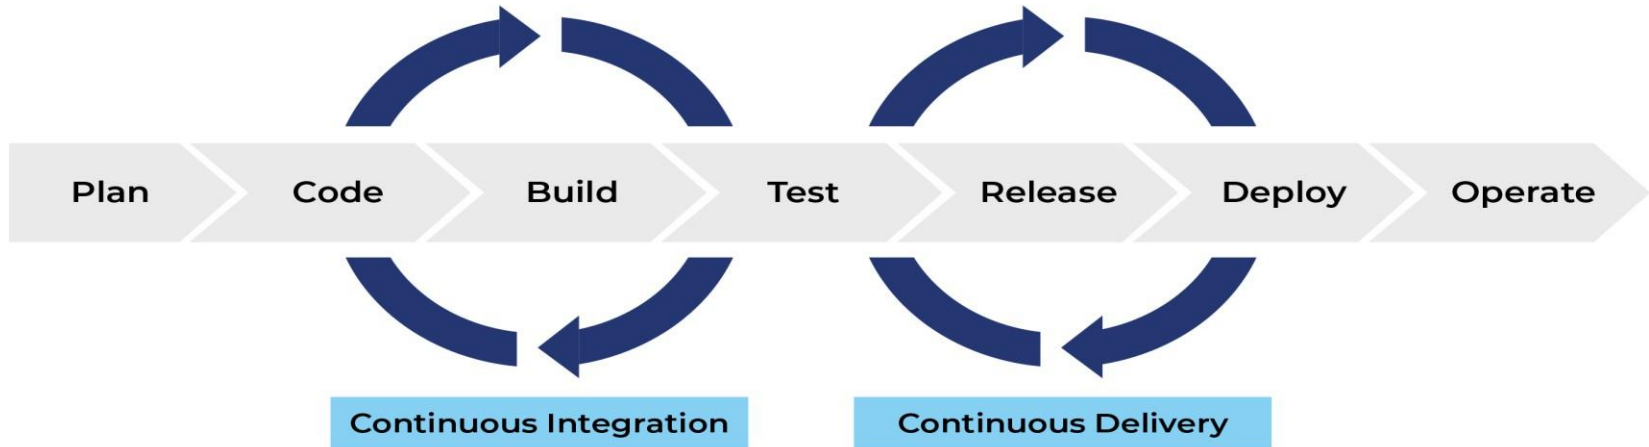 Plan Code Build Test Release Deploy Operate
Continuous Integration Continuous Delivery